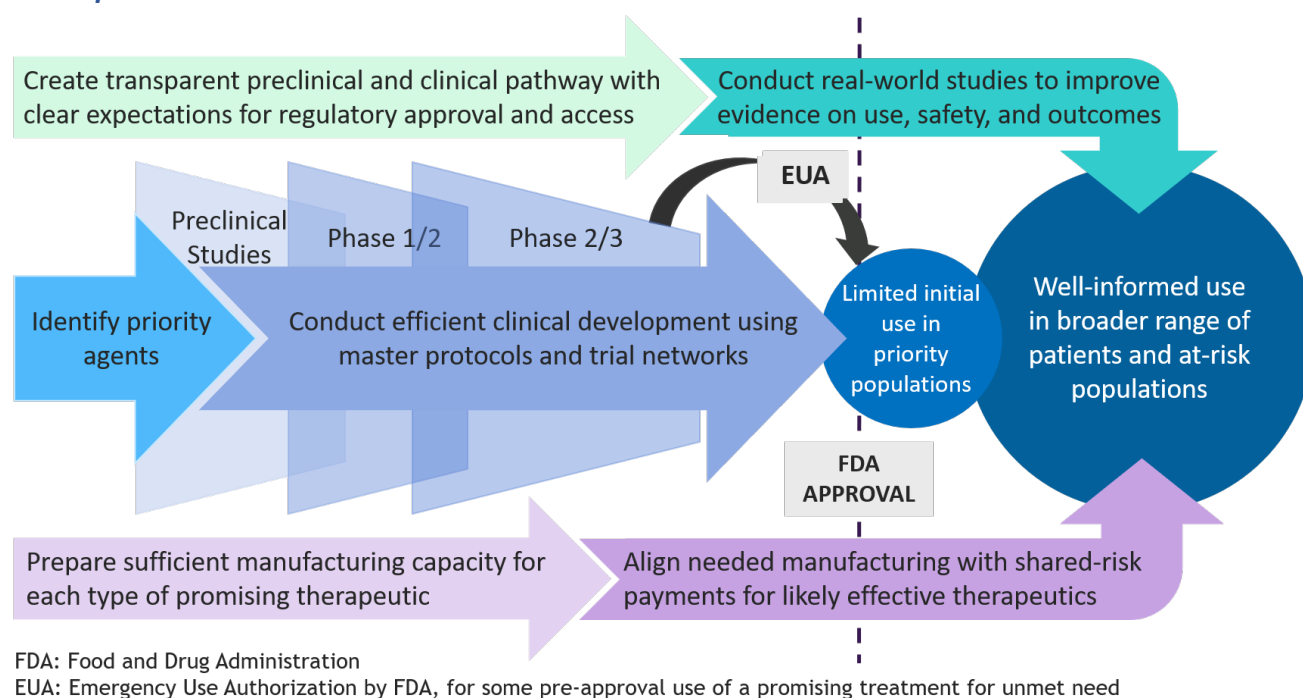 Create transparent preclinical and clinical pathway with
clear expectations for regulatory approval and access
Conduct real-world studies to improve
evidence on use, safety, and outcomes
EUA
Preclinical
Studies
Phase 1/2
Phase 2/3
Identify priority
agents
Conduct efficient clinical development using
master protocols and trial networks
Limited initial
use in
priority
populations
Well-informed use
in broader range of
patients and at-risk
populations
FDA
APPROVAL
Prepare sufficient manufacturing capacity for
each type of promising therapeutic
Align needed manufacturing with shared-risk
payments for likely effective therapeutics
FDA: Food and Drug Administration
EUA: Emergency Use Authorization by FDA, for some pre-approval use of a promising treatment for unmet need